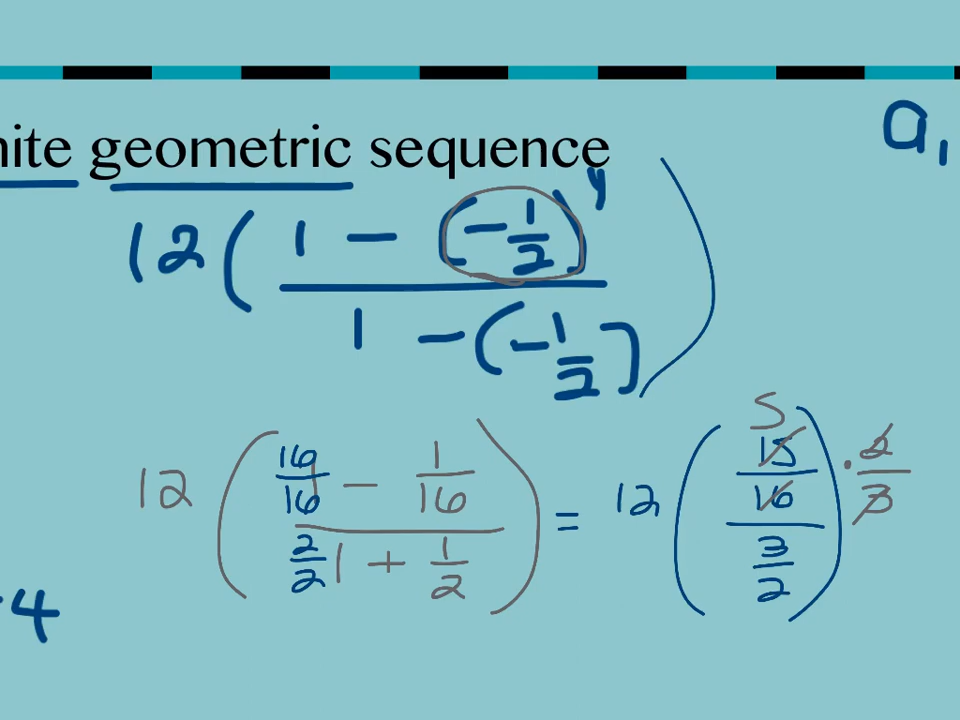 nite geometric sequence
a₁
12 ( (1 - (-1/2)^4) / (1 - (-1/2)) )
12 ( (16/16 1 - 1/16) / (2/2 1 + 1/2) ) = 12 ( (15/16) / (3/2) ) · 2/3
5
4